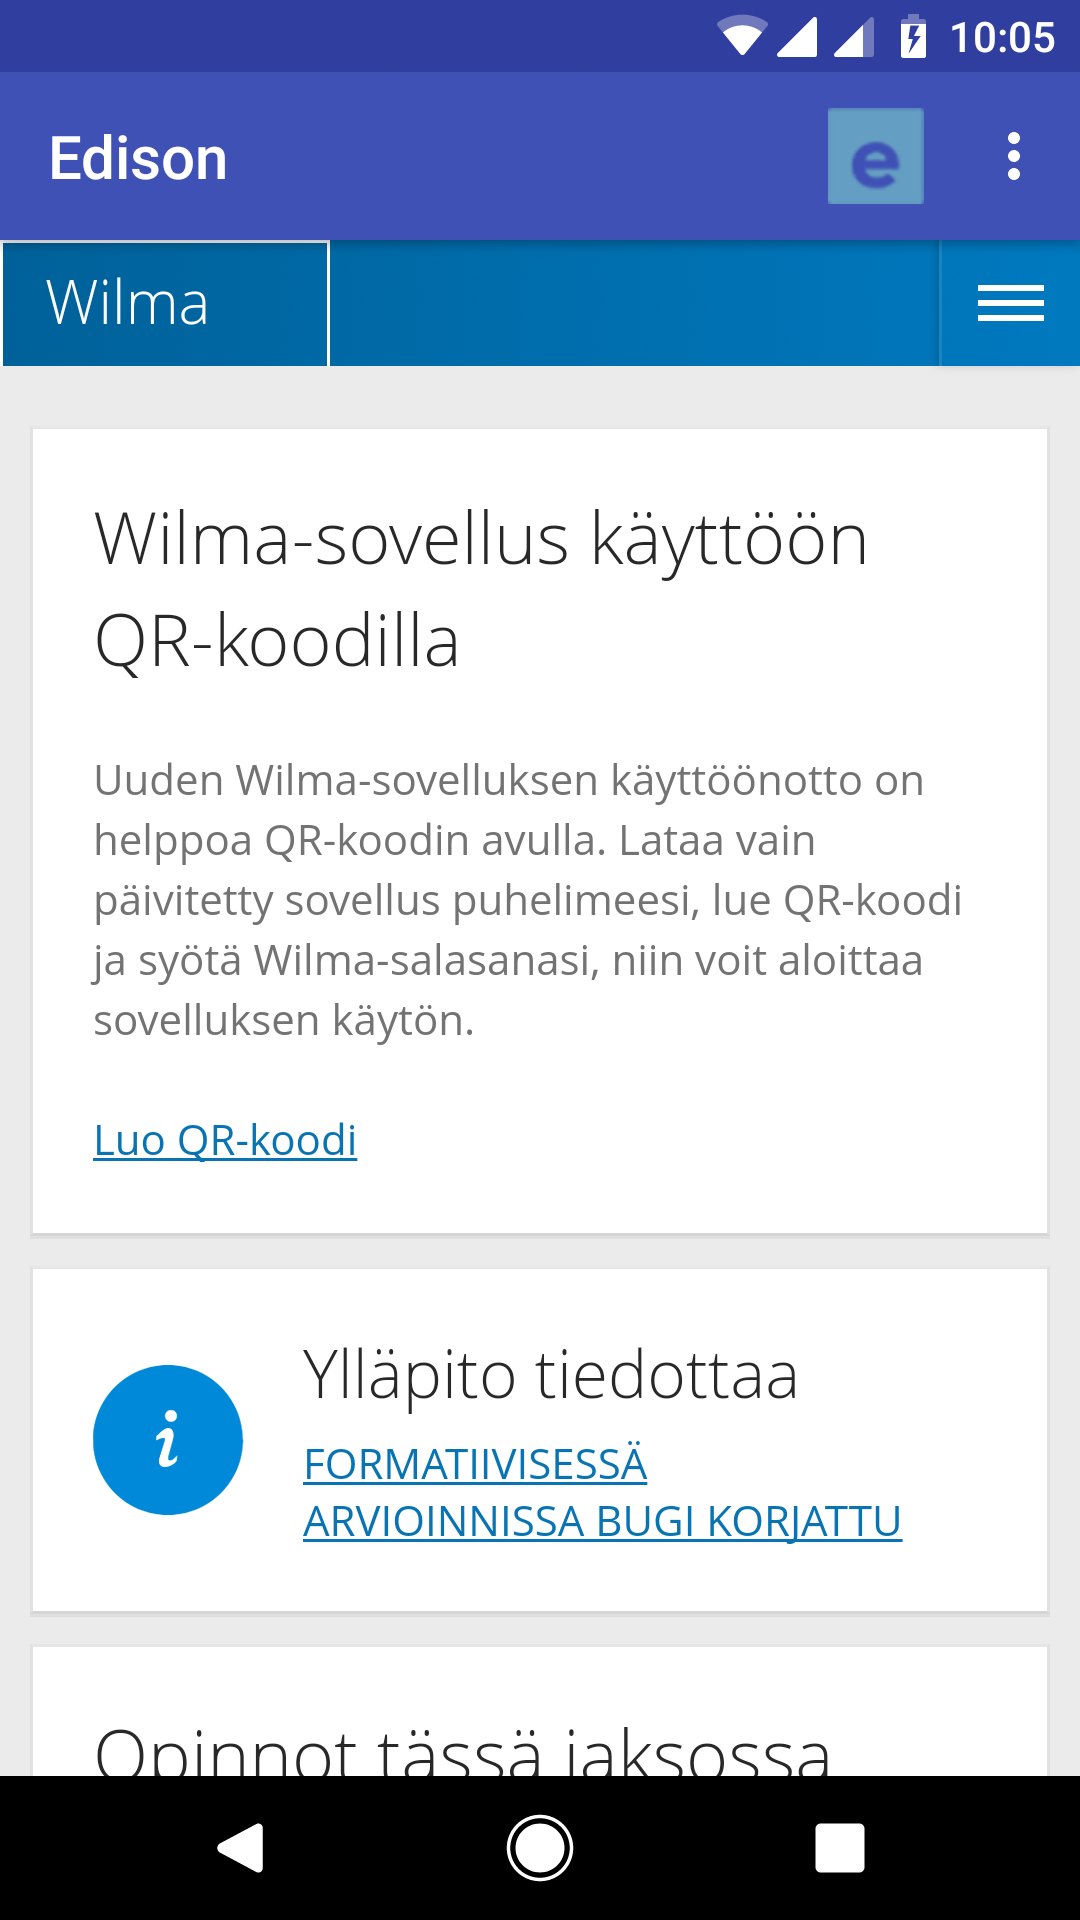 10:05
Edison
e
Wilma
Wilma-sovellus käyttöön
QR-koodilla
Uuden Wilma-sovelluksen käyttöönotto on
helppoa QR-koodin avulla. Lataa vain
päivitetty sovellus puhelimeesi, lue QR-koodi
ja syötä Wilma-salasanasi, niin voit aloittaa
sovelluksen käytön.
Luo QR-koodi
i
Ylläpito tiedottaa
FORMATIIVISESSÄ
ARVIOINNISSA BUGI KORJATTU
Opinnot tässä jaksossa